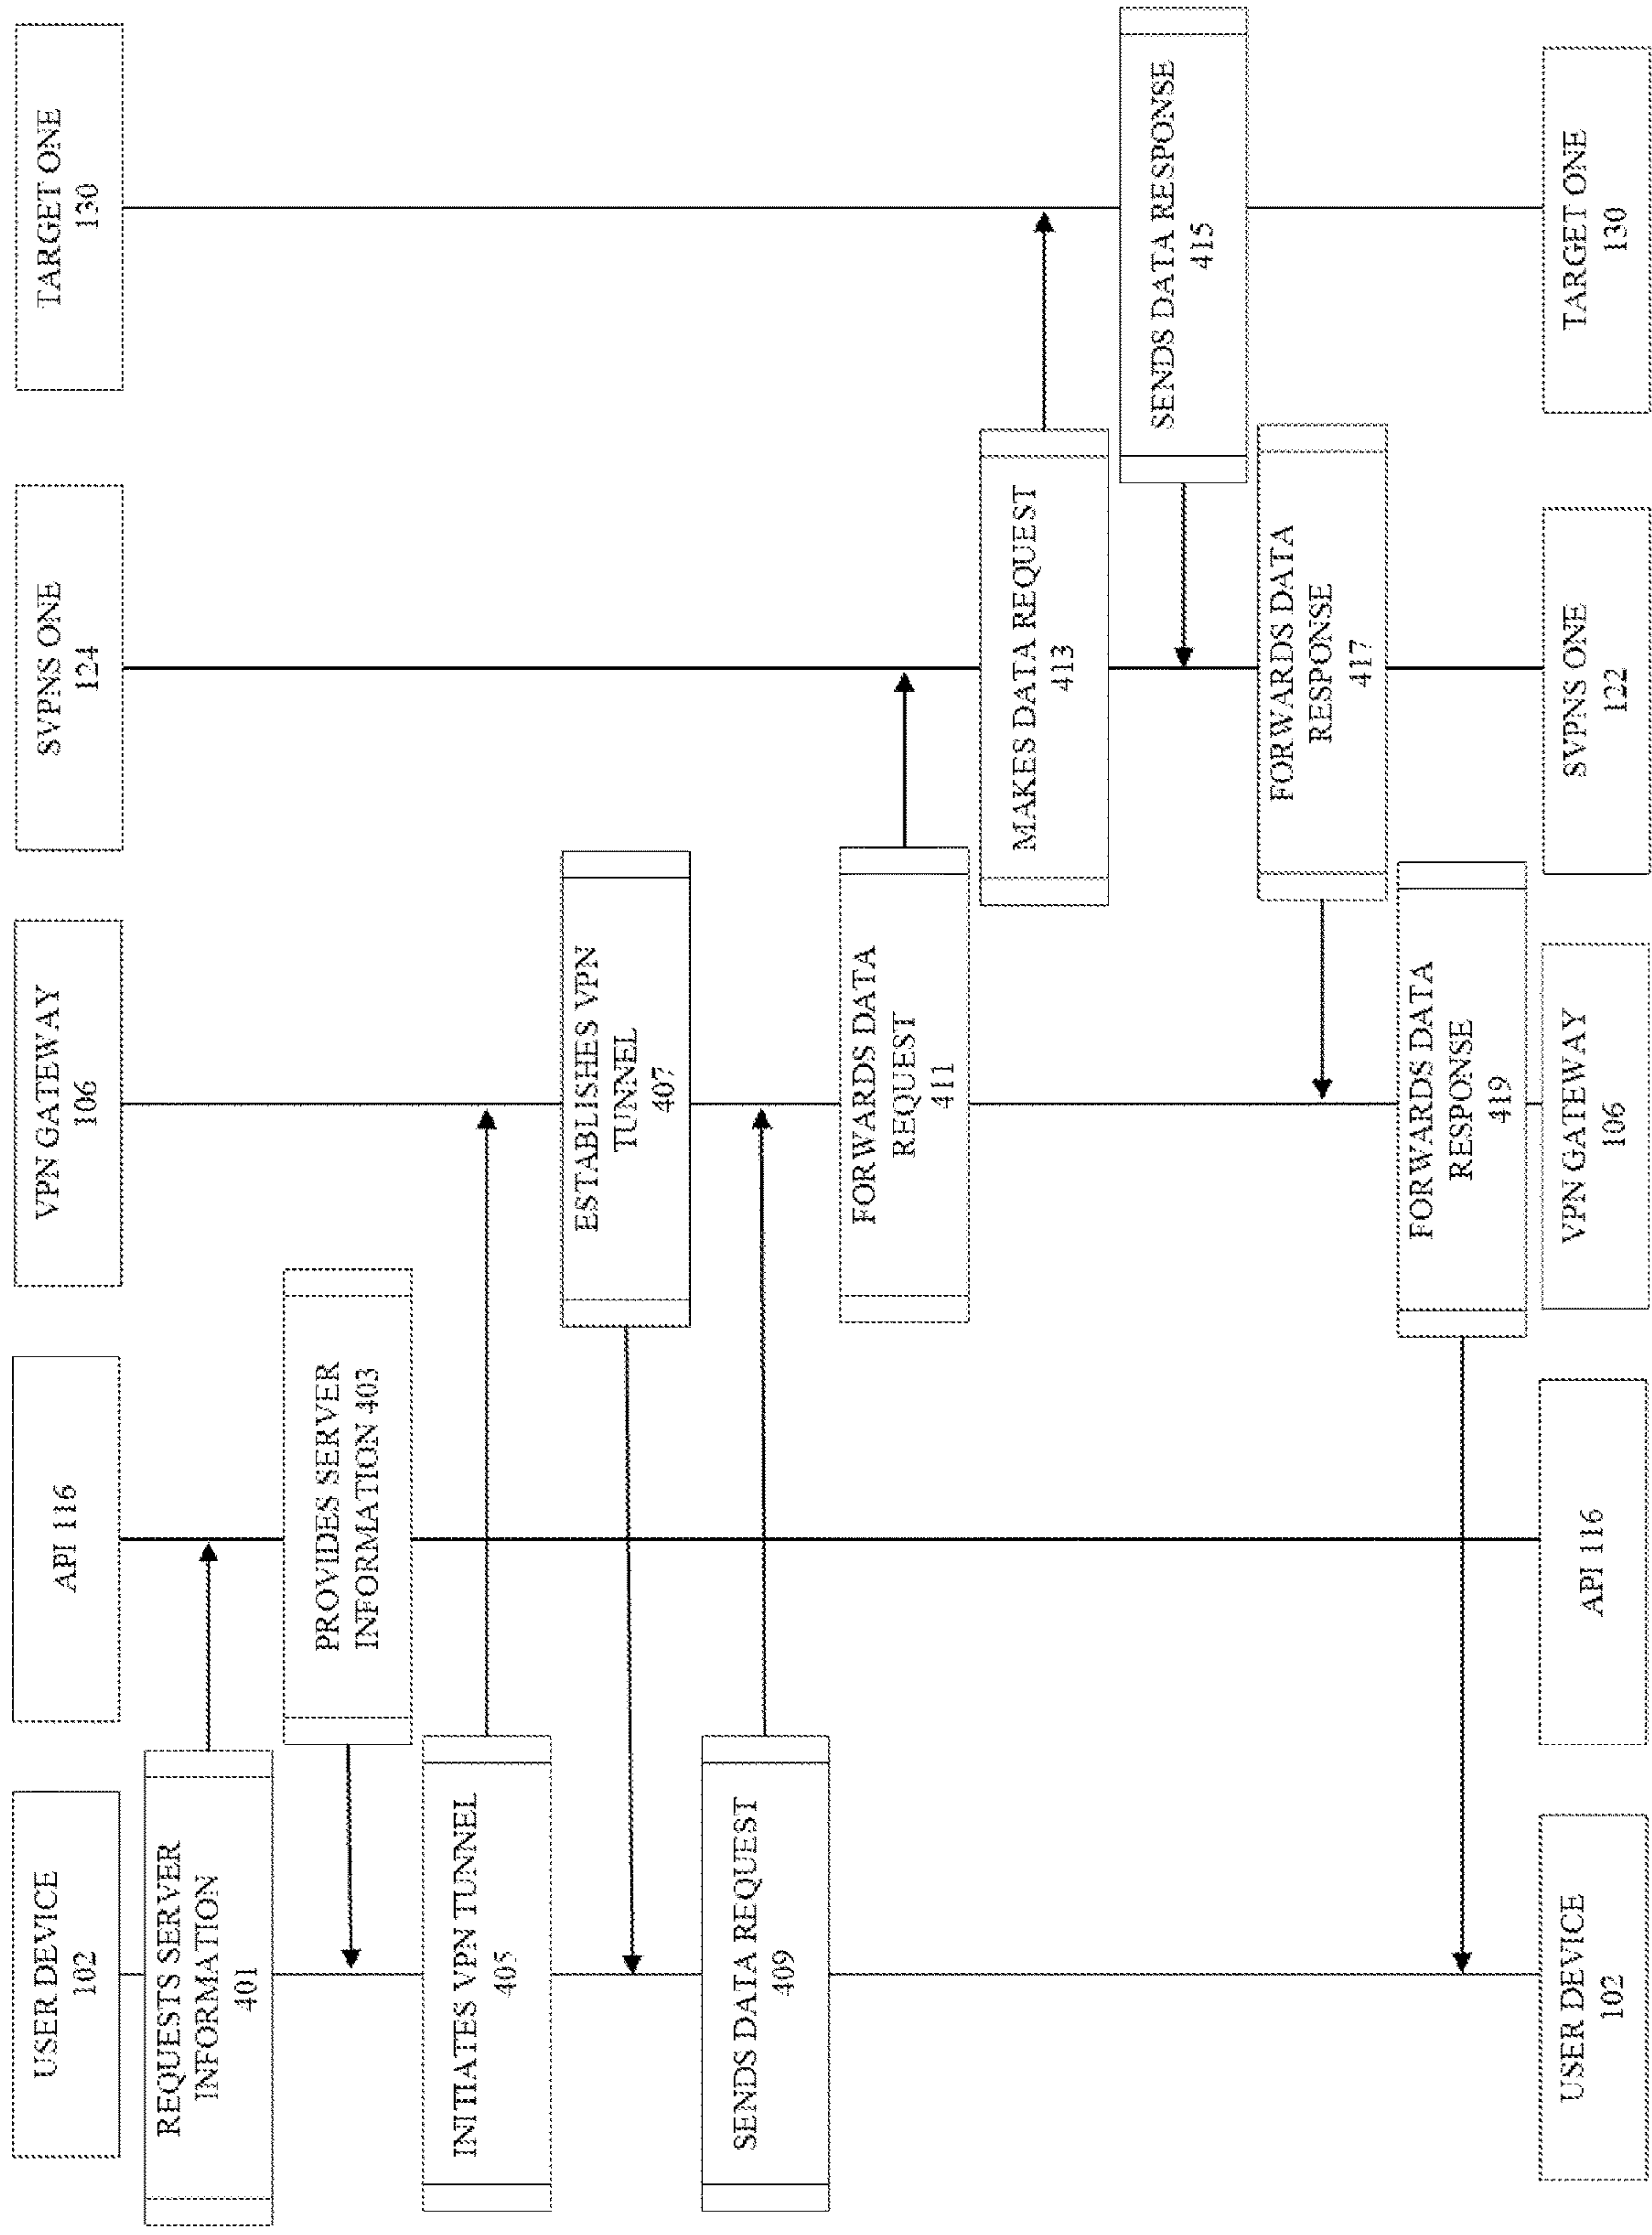 USER DEVICE
102
API 116
VPN GATEWAY
106
SVPNS ONE
124
TARGET ONE
130
REQUESTS SERVER
INFORMATION
401
PROVIDES SERVER
INFORMATION 403
INITIATES VPN TUNNEL
405
ESTABLISHES VPN
TUNNEL
407
SENDS DATA REQUEST
409
FORWARDS DATA
REQUEST
411
MAKES DATA REQUEST
413
SENDS DATA RESPONSE
415
FORWARDS DATA
RESPONSE
417
FORWARDS DATA
RESPONSE
419
USER DEVICE
102
API 116
VPN GATEWAY
106
SVPNS ONE
122
TARGET ONE
130